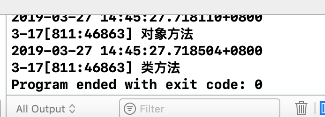 2019-03-27 14:45:27.718110+0800
3-17[811:46863] 对象方法
2019-03-27 14:45:27.718504+0800
3-17[811:46863] 类方法
Program ended with exit code: 0
All Output
Filter